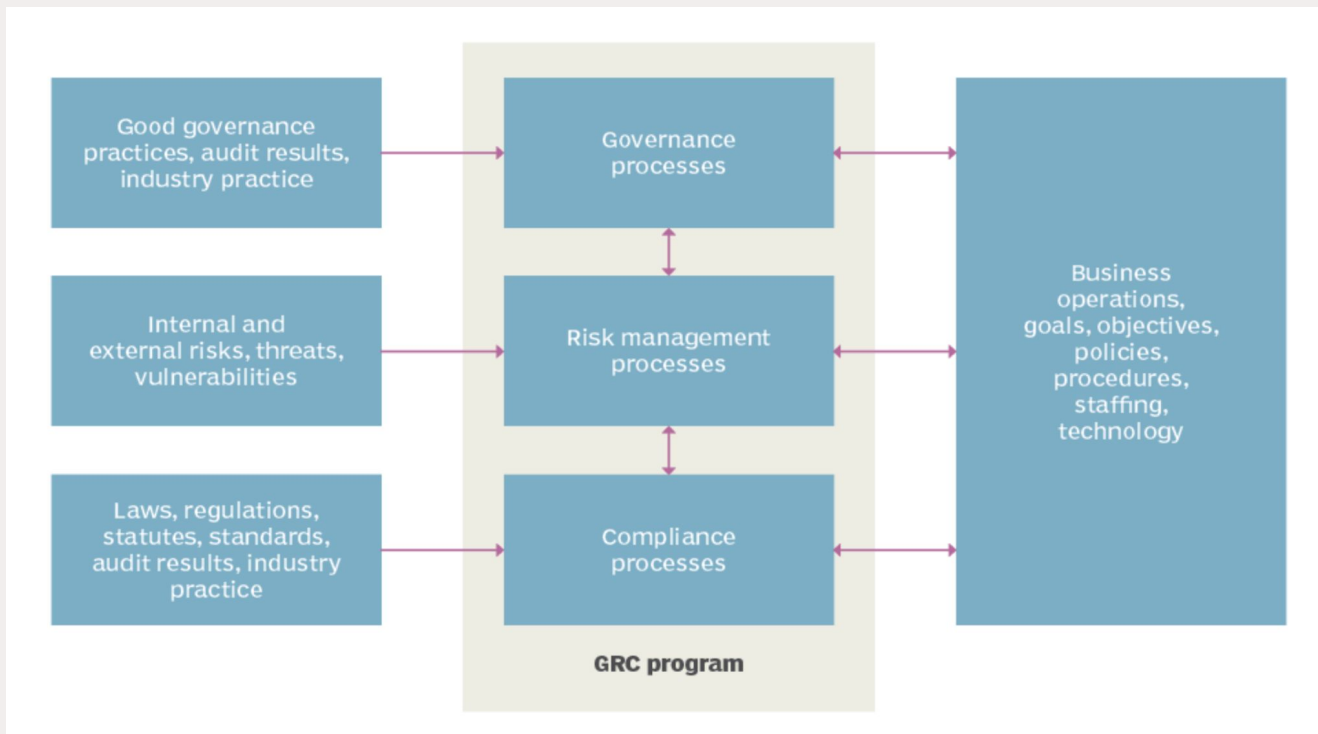 Good governance
practices, audit results,
industry practice
Governance
processes
Internal and
external risks, threats,
vulnerabilities
Risk management
processes
Laws, regulations,
statutes, standards,
audit results, industry
practice
Compliance
processes
GRC program
Business
operations,
goals, objectives,
policies,
procedures,
staffing,
technology